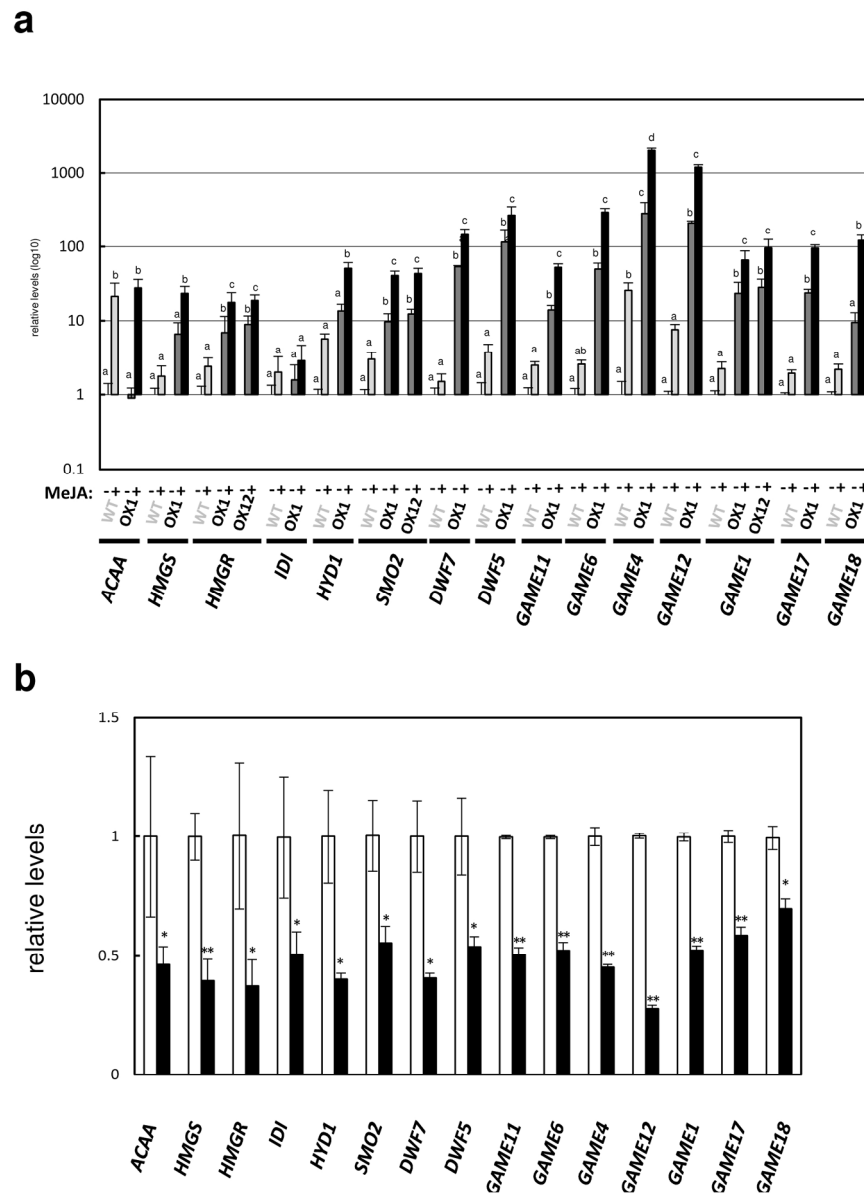 a
10000
1000
100
10
1
0.1
relative levels (log10)
a b a b
a a a b
a a b c b c
a a a a
a a a b
a a b c b c
a a b c
a a b c
a a b c
a ab b c
a b c d
a a b c
a a b c b c
a a b c
a a b c
MeJA: -+ -+ -+ -+ -+ -+ -+ -+ -+ -+ -+ -+ -+ -+ -+ -+ -+ -+ -+ -+ -+ -+ -+ -+ -+ -+ -+ -+ -+ -+ -+ -+ -+
WT OX1 WT OX1 WT OX1 OX12 WT OX1 WT OX1 WT OX1 OX12 WT OX1 WT OX1 WT OX1 WT OX1 WT OX1 WT OX1 WT OX1 OX12 WT OX1 WT OX1
ACAA HMGS HMGR IDI HYD1 SMO2 DWF7 DWF5 GAME11 GAME6 GAME4 GAME12 GAME1 GAME17 GAME18
b
1.5
1
0.5
0
relative levels
* ** * * * * * * ** ** ** ** ** ** *
ACAA HMGS HMGR IDI HYD1 SMO2 DWF7 DWF5 GAME11 GAME6 GAME4 GAME12 GAME1 GAME17 GAME18